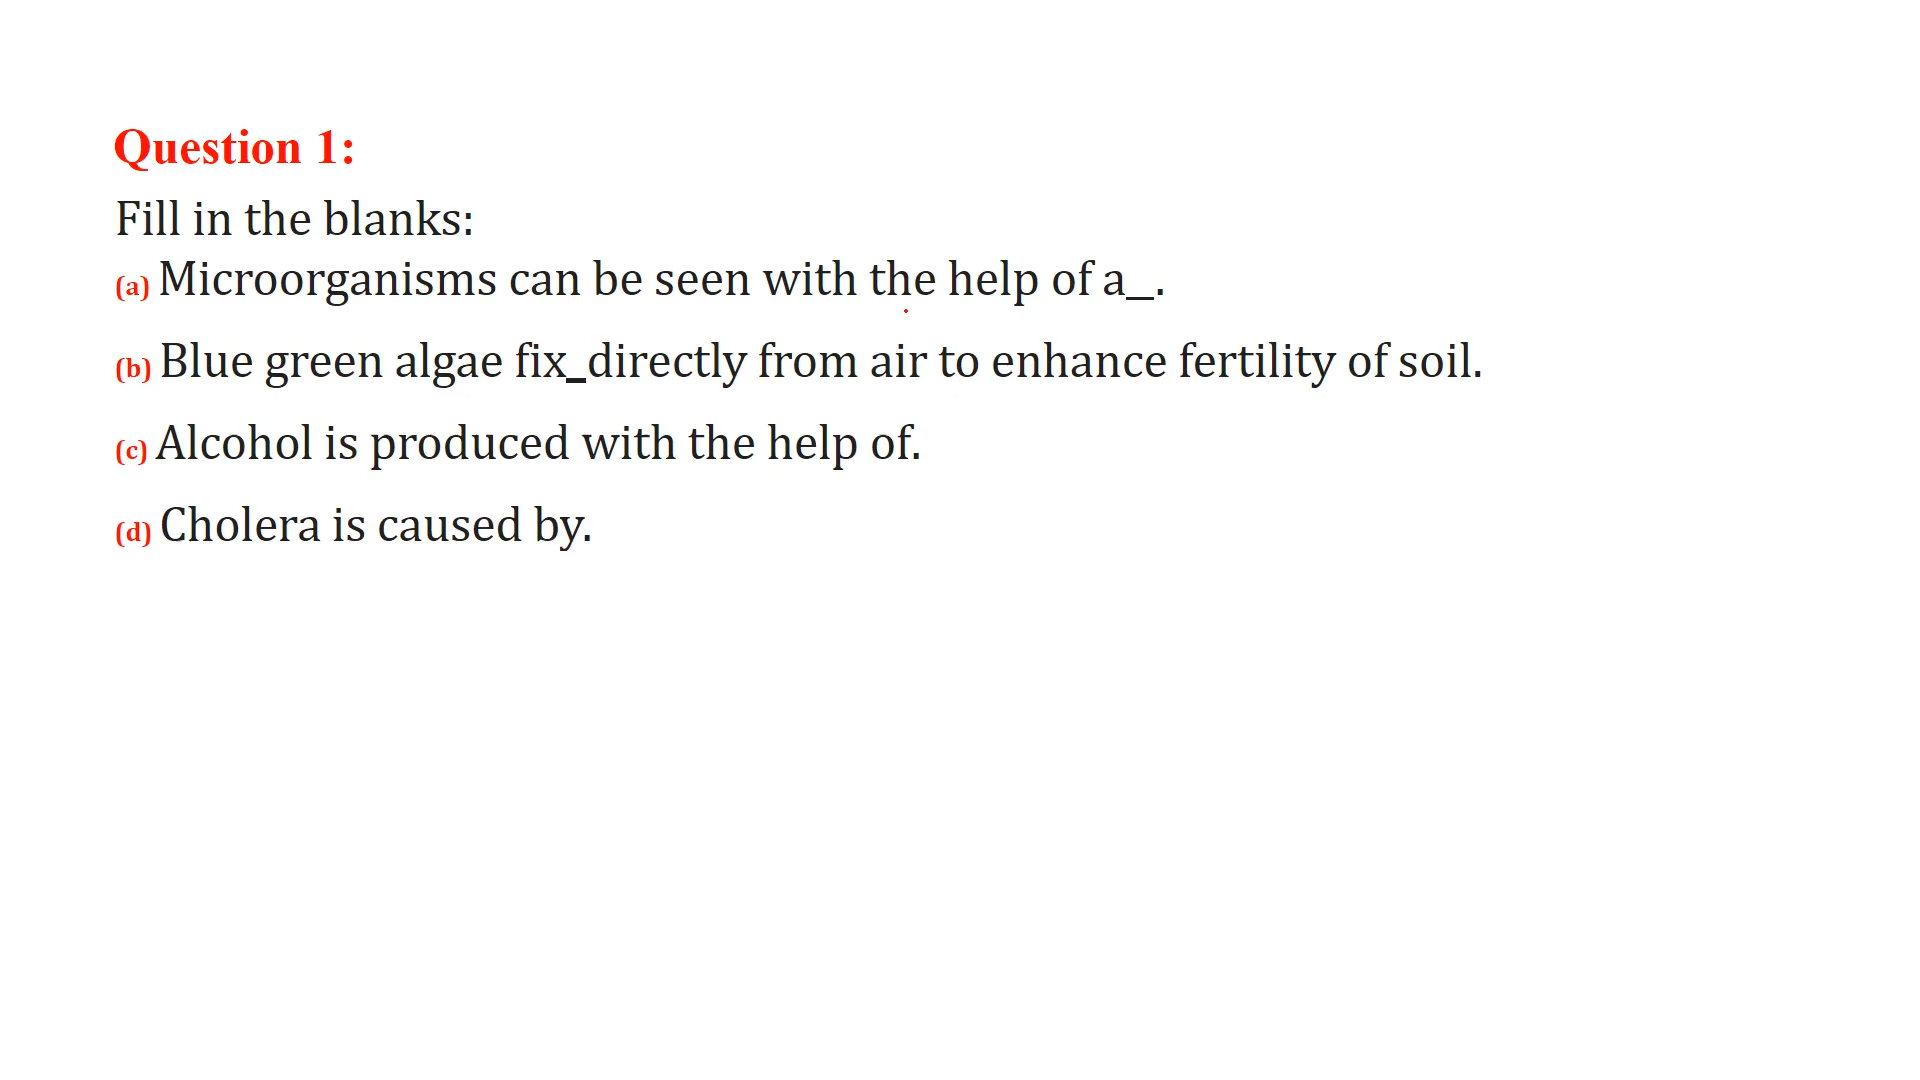 Question 1:
Fill in the blanks:
(a) Microorganisms can be seen with the help of a_.
(b) Blue green algae fix_directly from air to enhance fertility of soil.
(c) Alcohol is produced with the help of.
(d) Cholera is caused by.